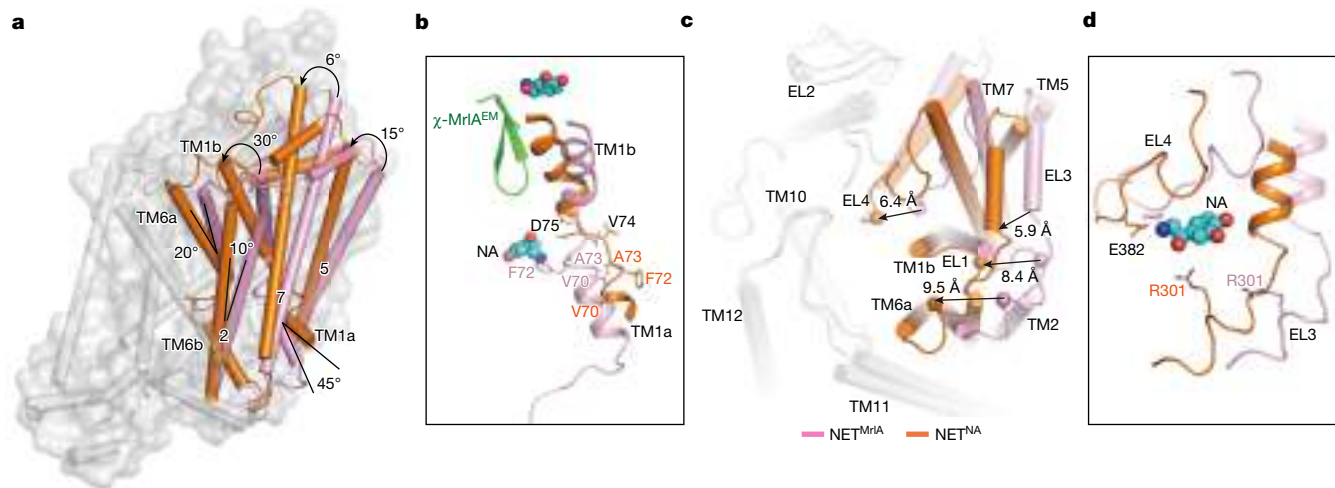 a
6°
15°
30°
TM1b
TM6a
20°
10°
5
7
2
TM1a
TM6b
45°
b
χ-MrlA^EM
TM1b
D75
V74
NA
F72
A73
A73
F72
V70
V70
TM1a
c
EL2
TM7
TM5
TM10
EL4
6.4 Å
EL3
5.9 Å
TM1b
EL1
8.4 Å
9.5 Å
TM6a
TM2
TM12
TM11
NET^MrlA
NET^NA
d
EL4
NA
E382
R301
R301
EL3